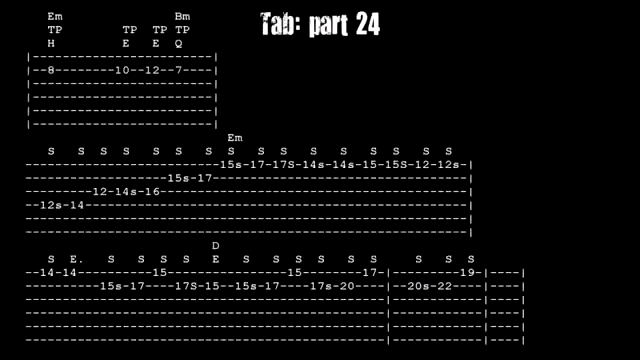 Tab: part 24
Em                        Bm
TP          TP  TP TP
H            E    E   Q
|---------------------------|
|--8--------10--12--7----|
|---------------------------|
|---------------------------|
|---------------------------|
|---------------------------|
Em
S   S  S  S   S   S   S  S   S  S   S   S  S   S   S  S
--------------------------15s-17-17S-14s-14s-15-15S-12-12s-|
-------------------15s-17----------------------------------|
---------12-14s-16-----------------------------------------|
--12s-14---------------------------------------------------|
-----------------------------------------------------------|
-----------------------------------------------------------|
D
S  E.   S   S  S  S   E   S   S  S   S  S   S   S  S
--14-14----------15----------------15--------17-|---------19-|----|
---------15s-17----17S-15--15s-17----17s-20-----|--20s-22----|----|
------------------------------------------------|------------|----|
------------------------------------------------|------------|----|
------------------------------------------------|------------|----|
------------------------------------------------|------------|----|